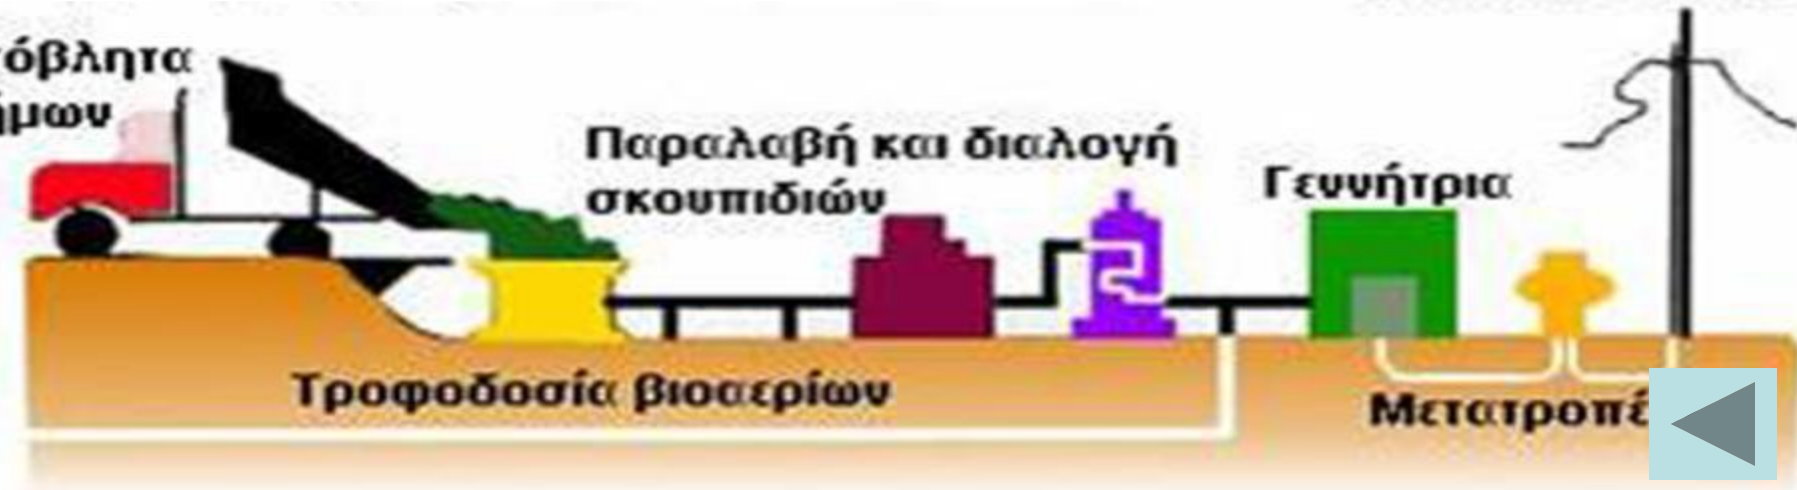 όβλητα
ήμων
Παραλαβή και διαλογή
σκουπιδιών
Γεννήτρια
Τροφοδοσία βιοαερίων
Μετατροπέ